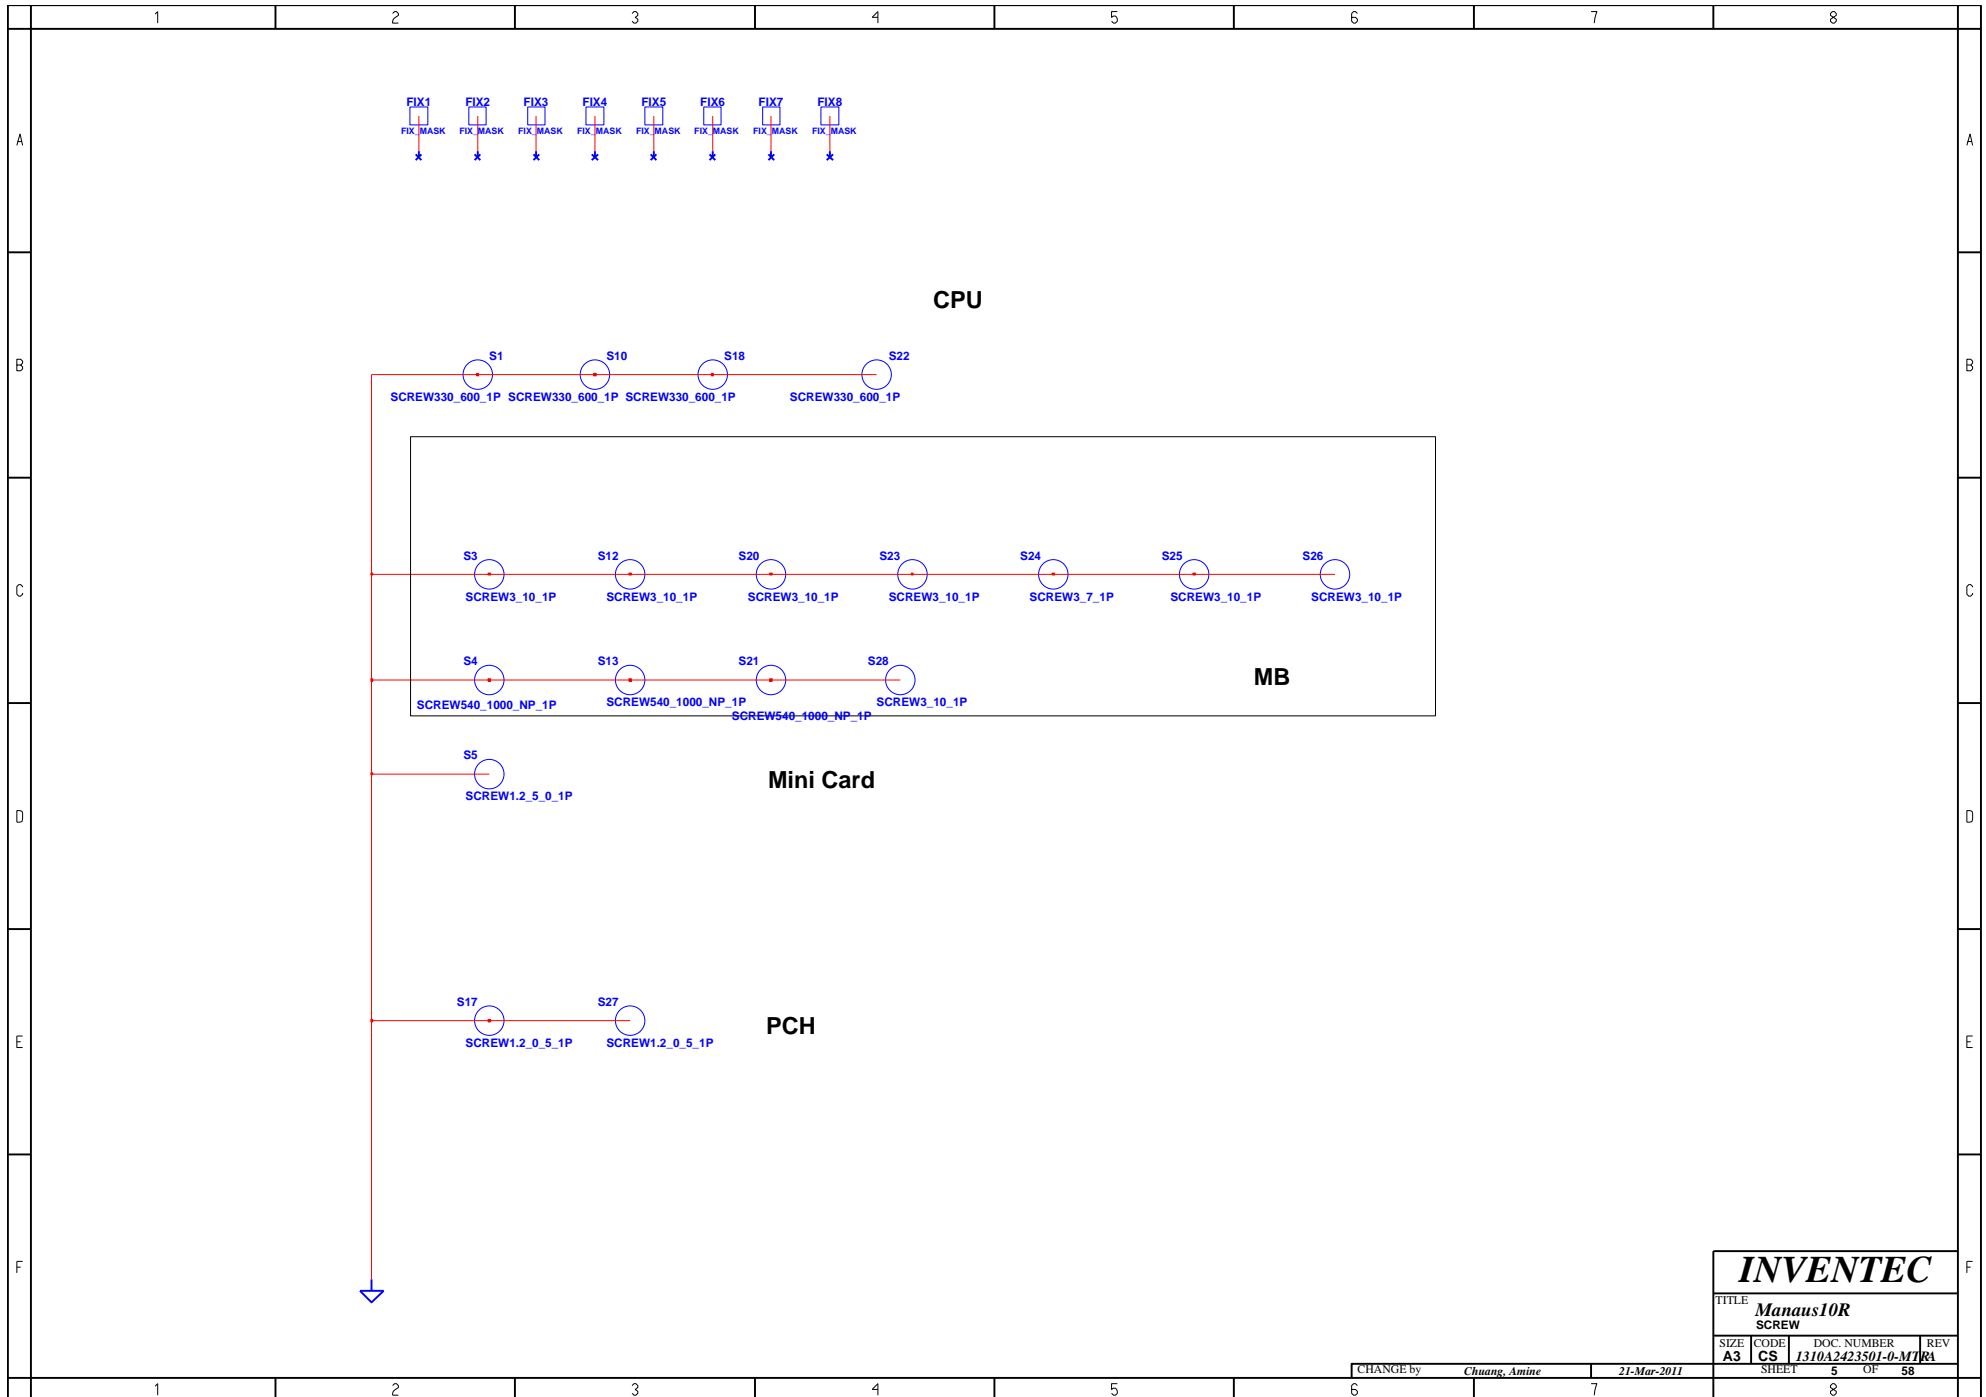 1 2 3 4 5 6 7 8
FIX1 FIX2 FIX3 FIX4 FIX5 FIX6 FIX7 FIX8
FIX_MASK FIX_MASK FIX_MASK FIX_MASK FIX_MASK FIX_MASK FIX_MASK FIX_MASK
A A
CPU
S1 S10 S18 S22
B B
SCREW330_600_1P SCREW330_600_1P SCREW330_600_1P SCREW330_600_1P
S3 S12 S20 S23 S24 S25 S26
C C
SCREW3_10_1P SCREW3_10_1P SCREW3_10_1P SCREW3_10_1P SCREW3_7_1P SCREW3_10_1P SCREW3_10_1P
S4 S13 S21 S28
MB
SCREW540_1000_NP_1P SCREW540_1000_NP_1P SCREW540_1000_NP_1P SCREW3_10_1P
S5
Mini Card
SCREW1.2_5_0_1P
D D
S17 S27
PCH
SCREW1.2_0_5_1P SCREW1.2_0_5_1P
E E
F F
INVENTEC
TITLE Manaus10R
SCREW
SIZE CODE DOC. NUMBER REV
A3 CS 1310A2423501-0-MTR
CHANGE by Chuang, Amine 21-Mar-2011 SHEET 5 OF 58
1 2 3 4 5 6 7 8